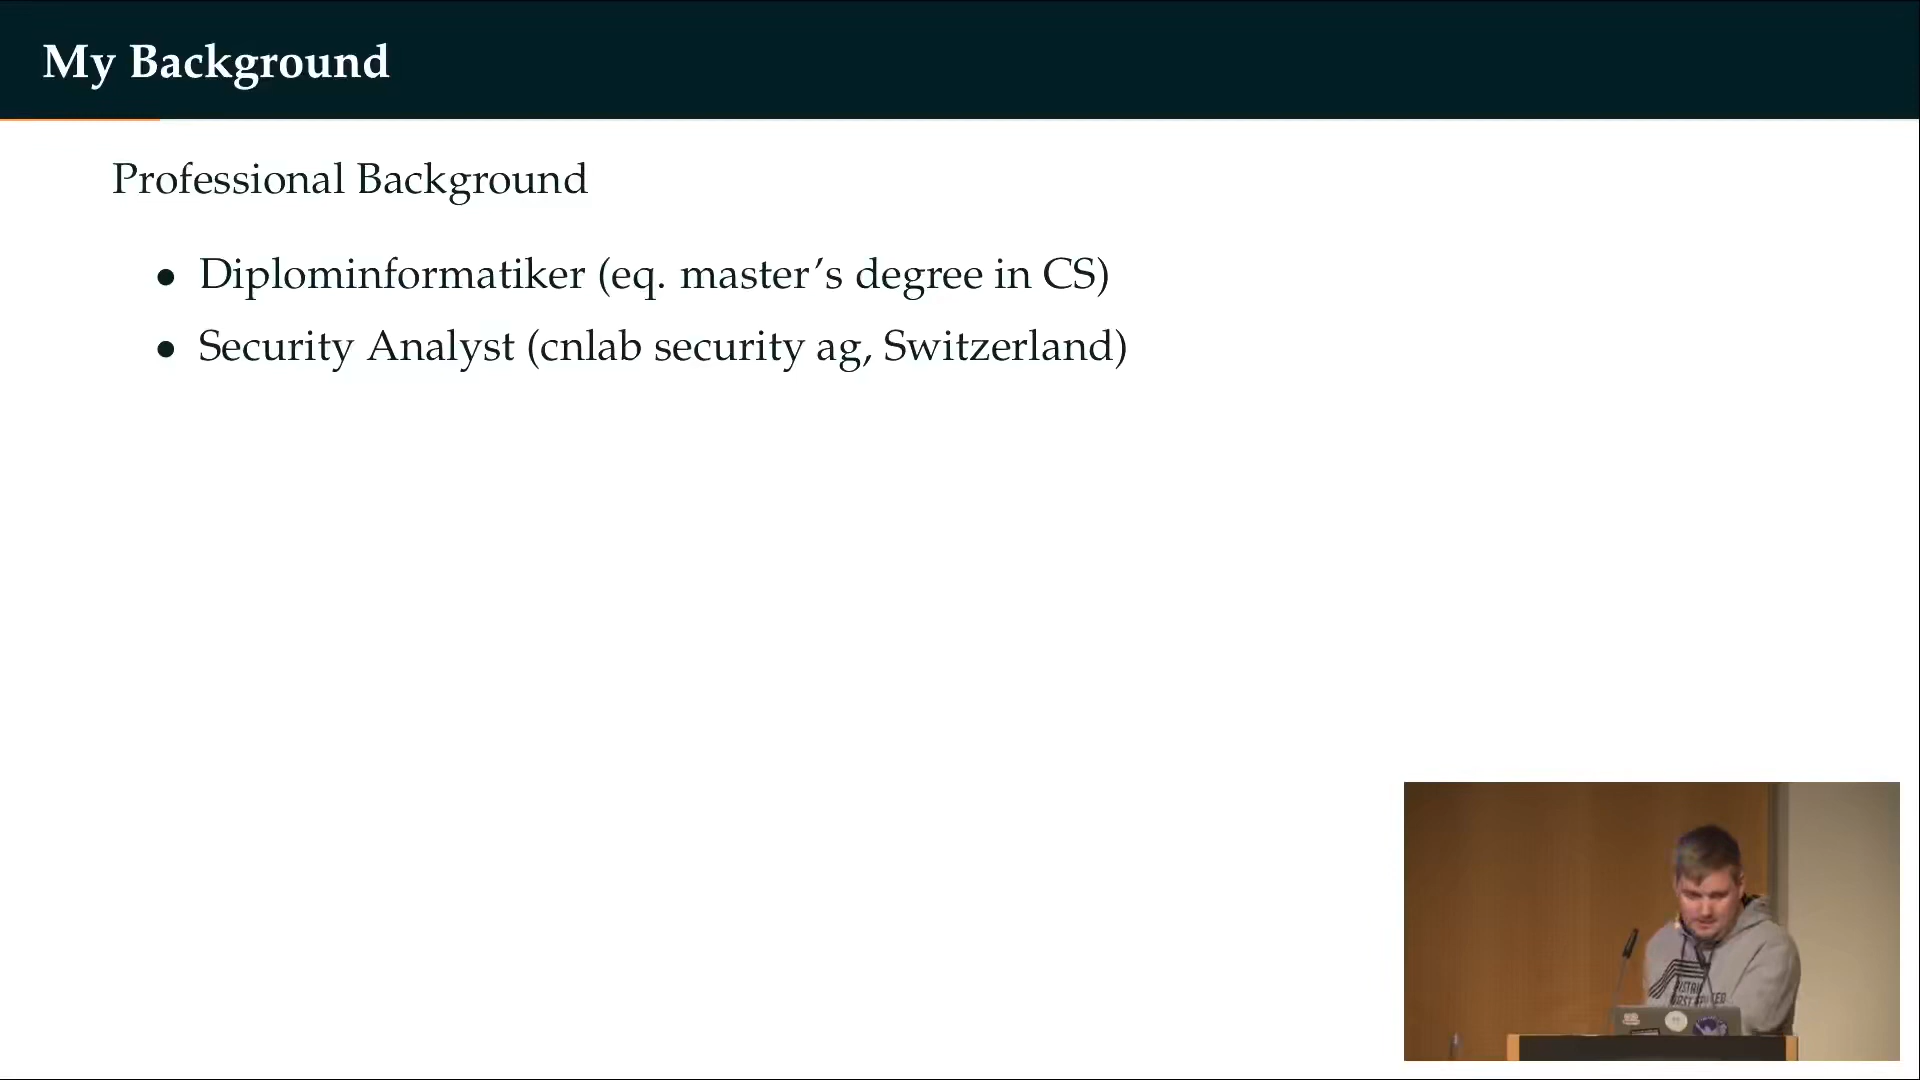 My Background
Professional Background
• Diplominformatiker (eq. master's degree in CS)
• Security Analyst (cnlab security ag, Switzerland)